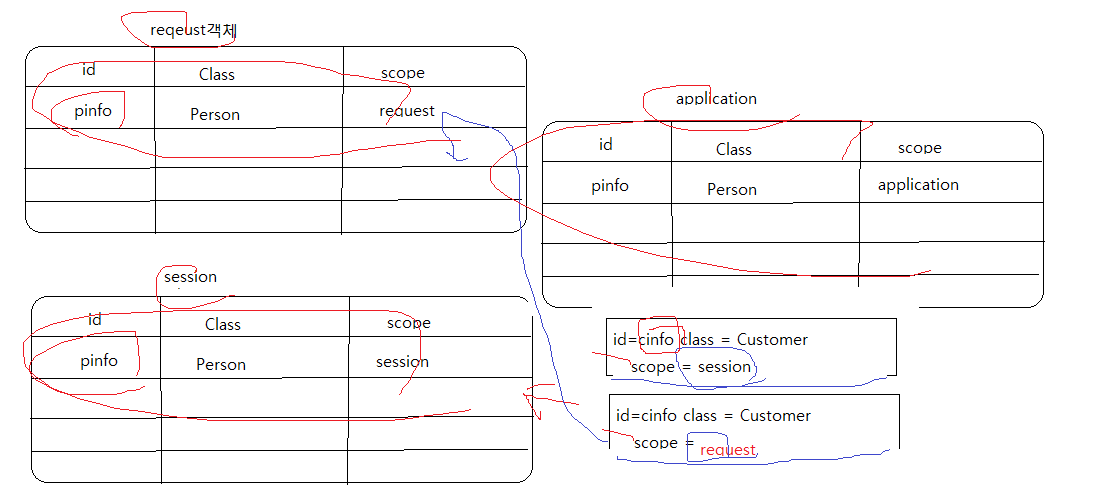 reqeust객체
id Class scope
pinfo Person request
application
id Class scope
pinfo Person application
session
id Class scope
pinfo Person session
id=cinfo class = Customer
scope = session
id=cinfo class = Customer
scope = request